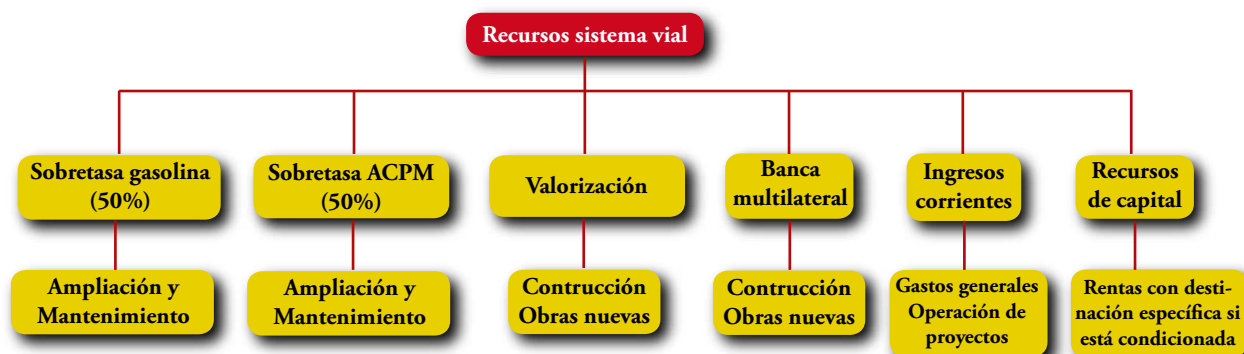 Recursos sistema vial
Sobretasa gasolina
(50%)
Sobretasa ACPM
(50%)
Valorización
Banca
multilateral
Ingresos
corrientes
Recursos
de capital
Ampliación y
Mantenimiento
Ampliación y
Mantenimiento
Contrucción
Obras nuevas
Contrucción
Obras nuevas
Gastos generales
Operación de
proyectos
Rentas con desti-
nación específica si
está condicionada